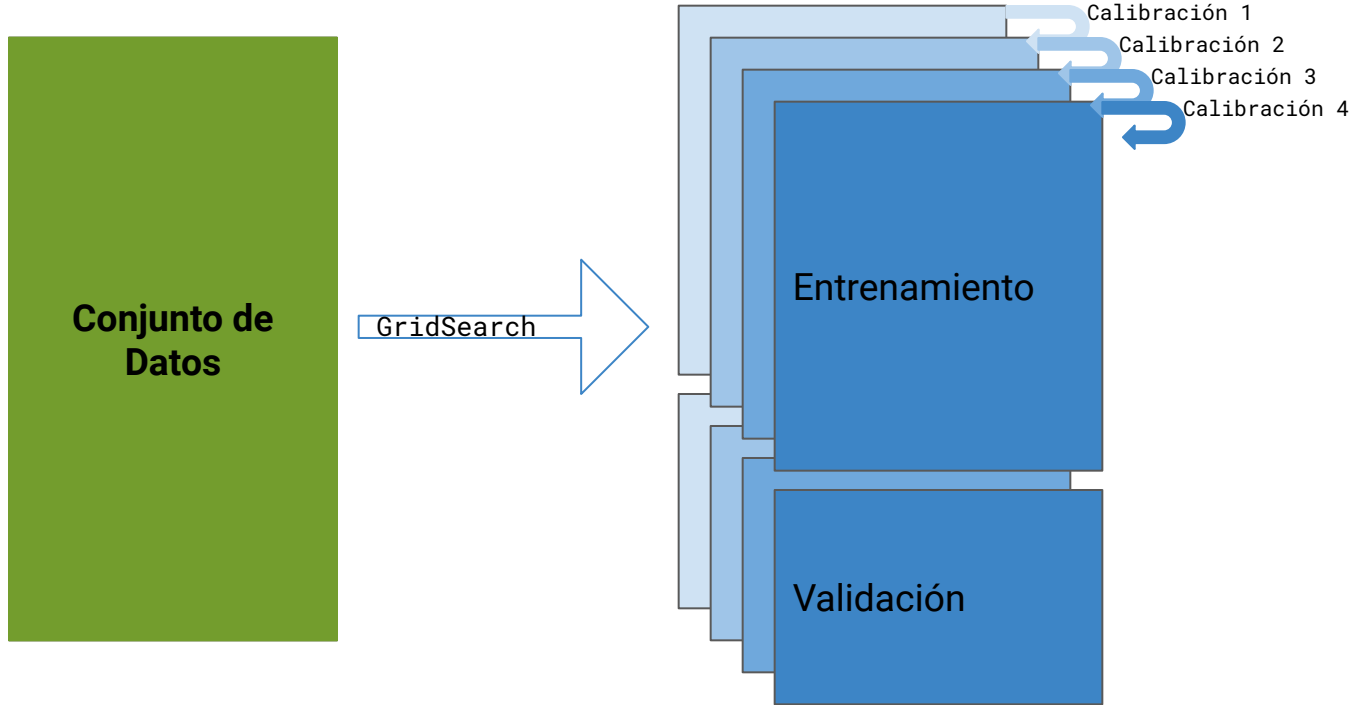 Calibración 1
Calibración 2
Calibración 3
Calibración 4
Conjunto de
Datos
GridSearch
Entrenamiento
Validación